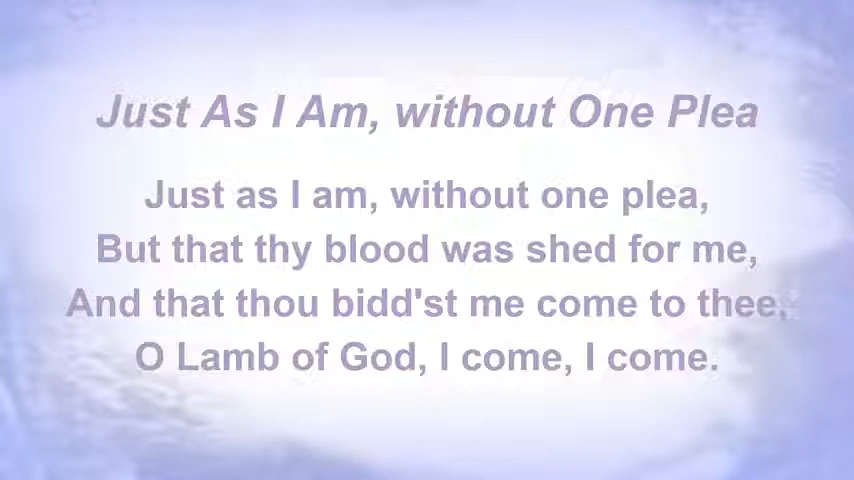 Just As I Am, without One Plea
Just as I am, without one plea,
But that thy blood was shed for me,
And that thou bidd'st me come to thee,
O Lamb of God, I come, I come.